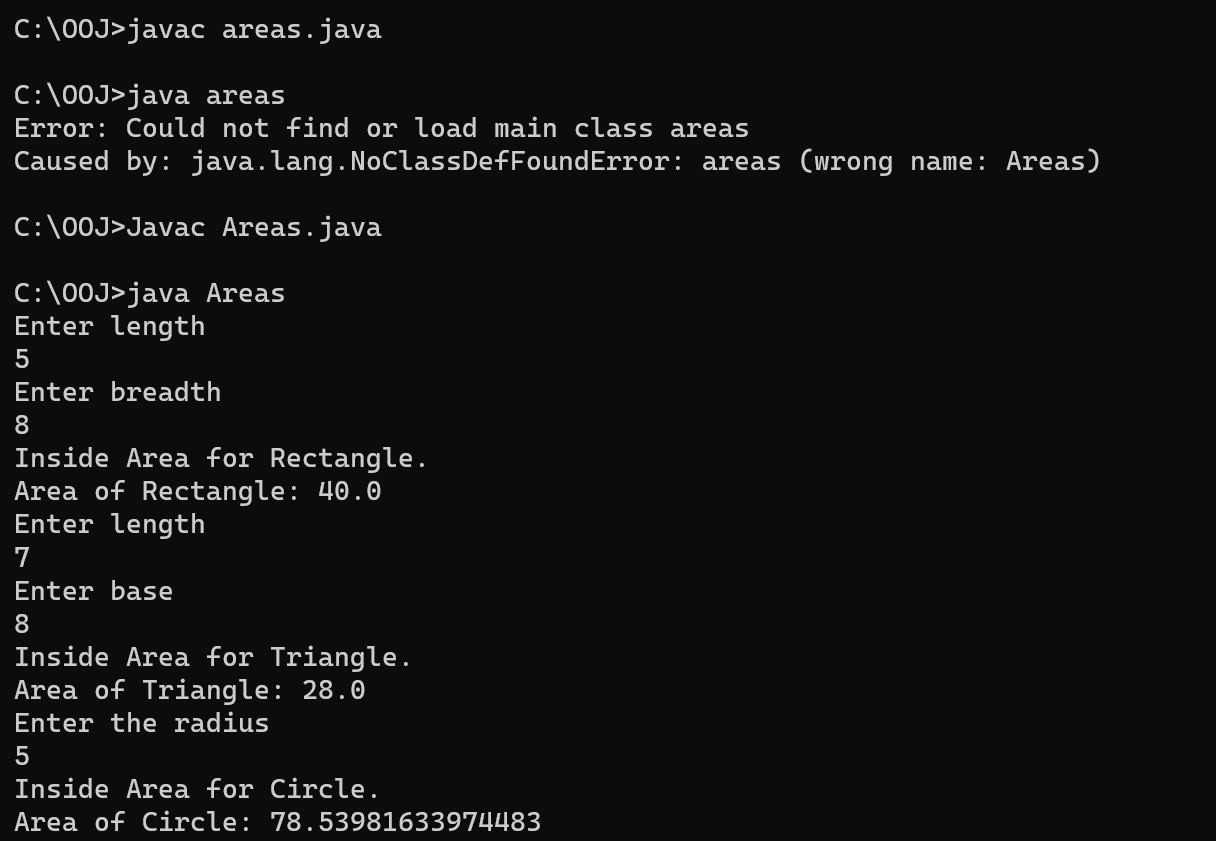 C:\OOJ>javac areas.java
C:\OOJ>java areas
Error: Could not find or load main class areas
Caused by: java.lang.NoClassDefFoundError: areas (wrong name: Areas)
C:\OOJ>Javac Areas.java
C:\OOJ>java Areas
Enter length
5
Enter breadth
8
Inside Area for Rectangle.
Area of Rectangle: 40.0
Enter length
7
Enter base
8
Inside Area for Triangle.
Area of Triangle: 28.0
Enter the radius
5
Inside Area for Circle.
Area of Circle: 78.53981633974483